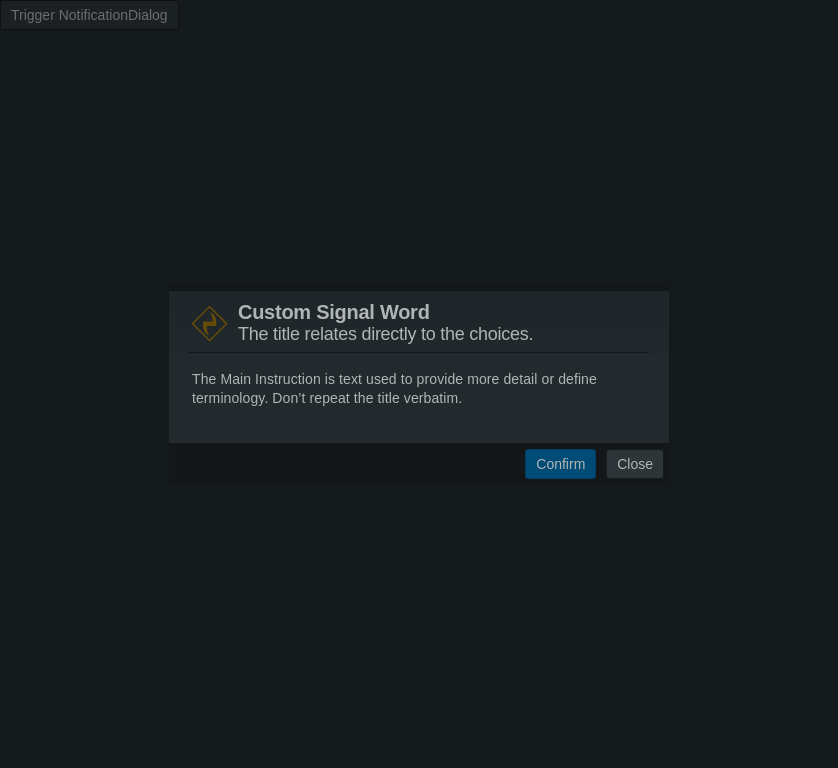 Trigger NotificationDialog
Custom Signal Word
The title relates directly to the choices.
The Main Instruction is text used to provide more detail or define
terminology. Don’t repeat the title verbatim.
Confirm
Close